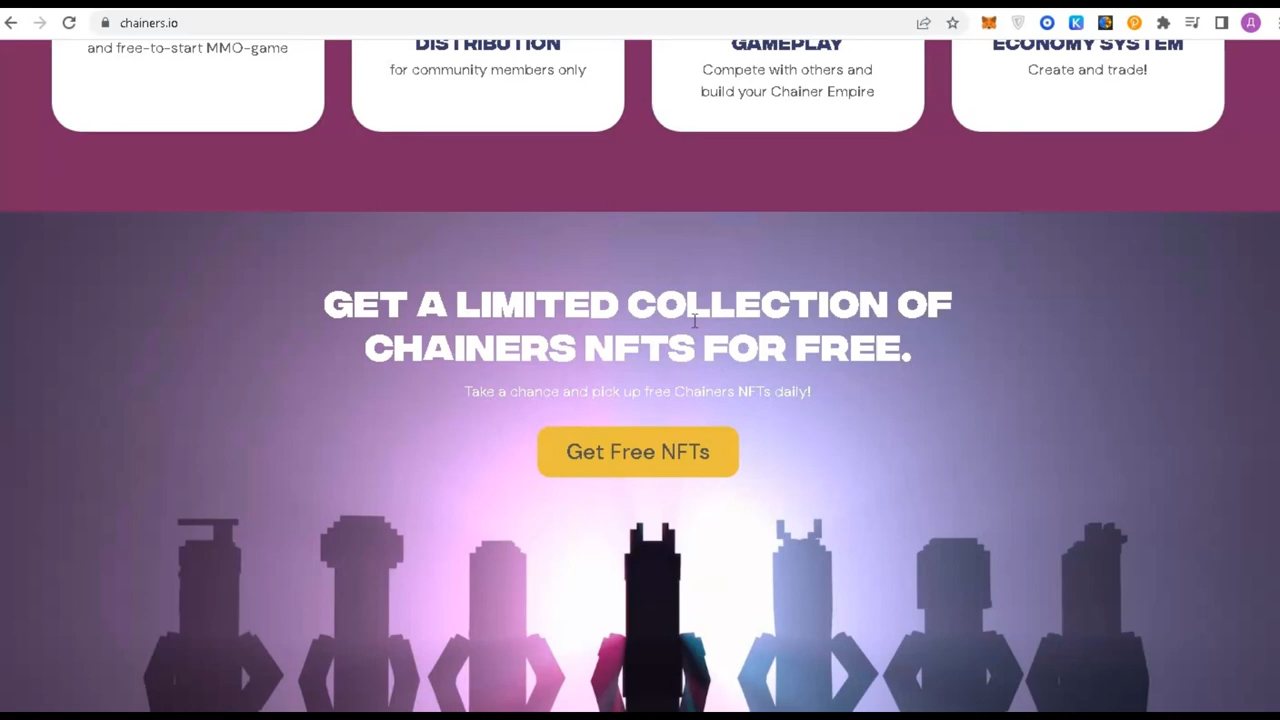 chainers.io
Д
and free-to-start MMO-game
DISTRIBUTION
for community members only
GAMEPLAY
Compete with others and
build your Chainer Empire
ECONOMY SYSTEM
Create and trade!
GET A LIMITED COLLECTION OF
CHAINERS NFTS FOR FREE.
Take a chance and pick up free Chainers NFTs daily!
Get Free NFTs